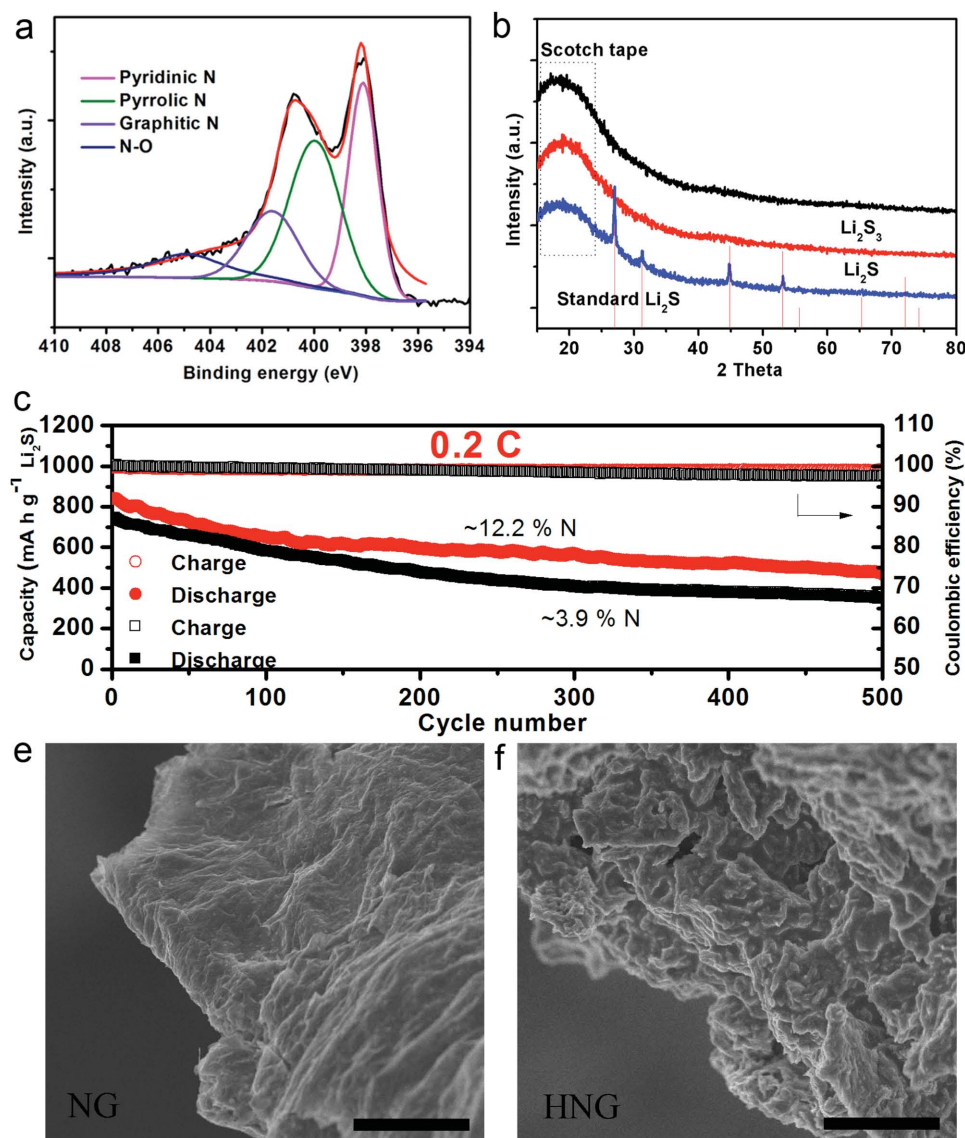 a
Pyridinic N
Pyrrolic N
Graphitic N
N-O
Intensity (a.u.)
410 408 406 404 402 400 398 396 394
Binding energy (eV)
b
Scotch tape
Li₂S₃
Li₂S
Standard Li₂S
Intensity (a.u.)
20 30 40 50 60 70 80
2 Theta
c
0.2 C
~12.2 % N
~3.9 % N
Charge
Discharge
Charge
Discharge
Capacity (mA h g⁻¹ Li₂S)
1200
1000
800
600
400
200
0
110
100
90
80
70
60
50
Coulombic efficiency (%)
0 100 200 300 400 500
Cycle number
e
NG
f
HNG